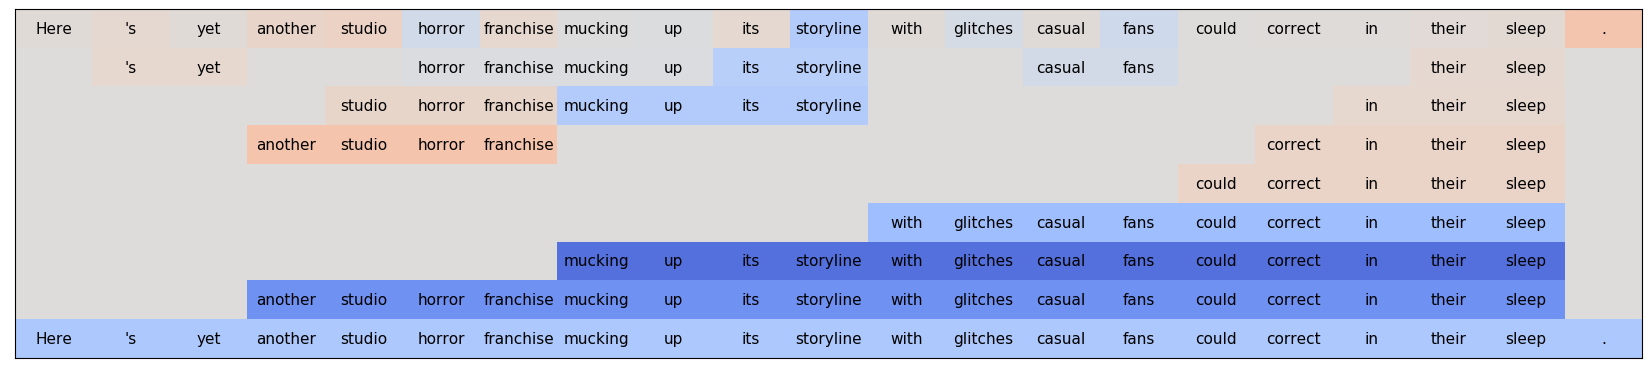 Here 's yet another studio horror franchise mucking up its storyline with glitches casual fans could correct in their sleep .
's yet horror franchise mucking up its storyline casual fans their sleep
studio horror franchise mucking up its storyline in their sleep
another studio horror franchise correct in their sleep
could correct in their sleep
with glitches casual fans could correct in their sleep
mucking up its storyline with glitches casual fans could correct in their sleep
another studio horror franchise mucking up its storyline with glitches casual fans could correct in their sleep
Here 's yet another studio horror franchise mucking up its storyline with glitches casual fans could correct in their sleep .